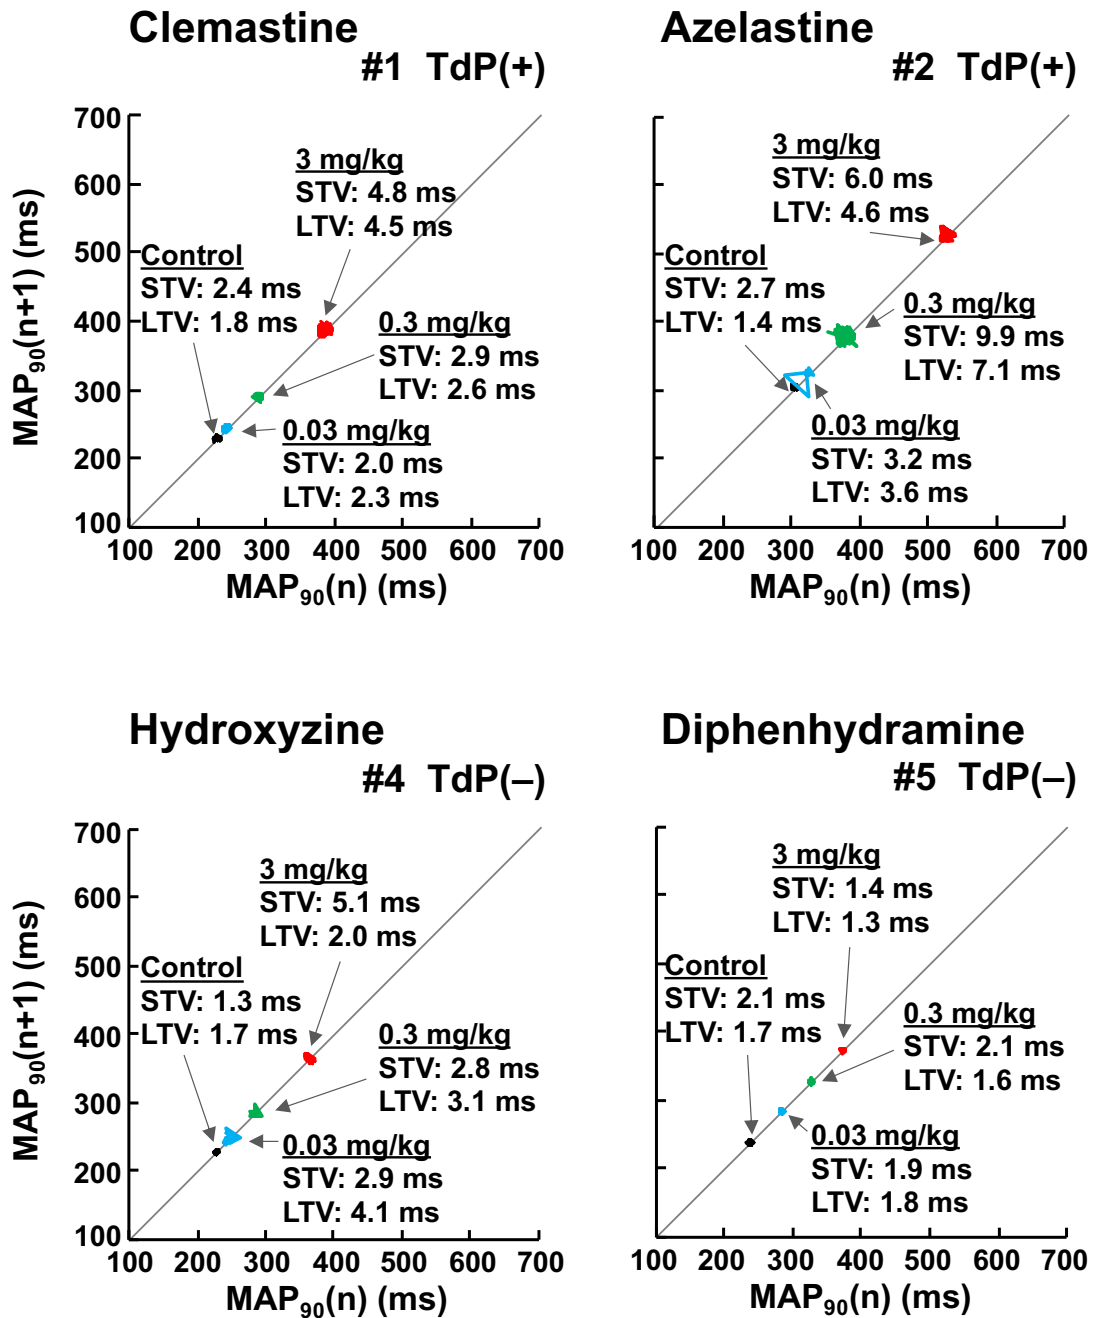 Clemastine
#1 TdP(+)
700
600
500
400
300
200
100
MAP90(n+1) (ms)
3 mg/kg
STV: 4.8 ms
LTV: 4.5 ms
Control
STV: 2.4 ms
LTV: 1.8 ms
0.3 mg/kg
STV: 2.9 ms
LTV: 2.6 ms
0.03 mg/kg
STV: 2.0 ms
LTV: 2.3 ms
100 200 300 400 500 600 700
MAP90(n) (ms)
Azelastine
#2 TdP(+)
3 mg/kg
STV: 6.0 ms
LTV: 4.6 ms
Control
STV: 2.7 ms
LTV: 1.4 ms
0.3 mg/kg
STV: 9.9 ms
LTV: 7.1 ms
0.03 mg/kg
STV: 3.2 ms
LTV: 3.6 ms
100 200 300 400 500 600 700
MAP90(n) (ms)
Hydroxyzine
#4 TdP(–)
700
600
500
400
300
200
100
MAP90(n+1) (ms)
3 mg/kg
STV: 5.1 ms
LTV: 2.0 ms
Control
STV: 1.3 ms
LTV: 1.7 ms
0.3 mg/kg
STV: 2.8 ms
LTV: 3.1 ms
0.03 mg/kg
STV: 2.9 ms
LTV: 4.1 ms
100 200 300 400 500 600 700
MAP90(n) (ms)
Diphenhydramine
#5 TdP(–)
3 mg/kg
STV: 1.4 ms
LTV: 1.3 ms
Control
STV: 2.1 ms
LTV: 1.7 ms
0.3 mg/kg
STV: 2.1 ms
LTV: 1.6 ms
0.03 mg/kg
STV: 1.9 ms
LTV: 1.8 ms
100 200 300 400 500 600 700
MAP90(n) (ms)